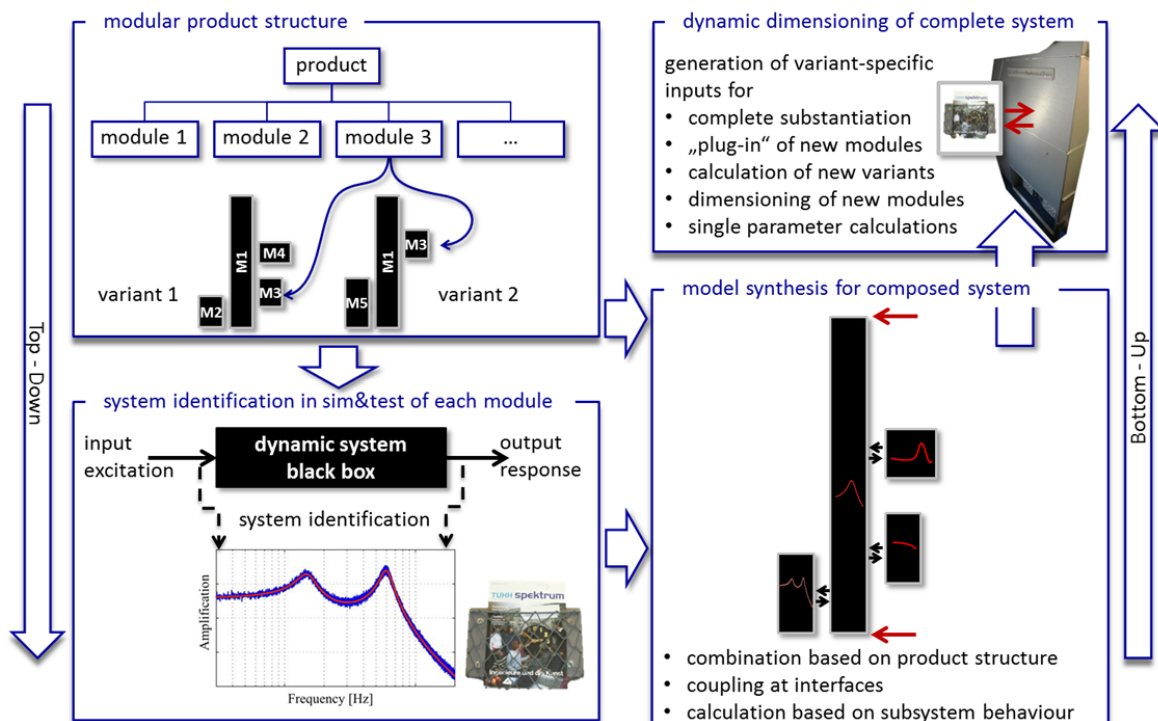 modular product structure
product
module 1
module 2
module 3
...
M1
M4
M3
M2
variant 1
M1
M3
M5
variant 2
Top - Down
system identification in sim&test of each module
input
excitation
dynamic system
black box
output
response
system identification
Amplification
Frequency [Hz]
TUHH spektrum
dynamic dimensioning of complete system
generation of variant-specific
inputs for
• complete substantiation
• „plug-in“ of new modules
• calculation of new variants
• dimensioning of new modules
• single parameter calculations
model synthesis for composed system
• combination based on product structure
• coupling at interfaces
• calculation based on subsystem behaviour
Bottom - Up